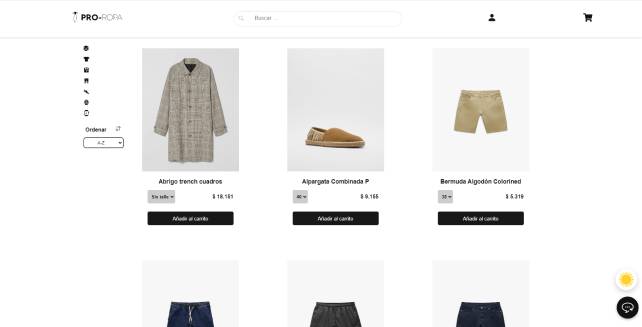 PRO-ROPA
Buscar ...
Ordenar
A-Z
Abrigo trench cuadros
Sin talle
$ 18.151
Añadir al carrito
Alpargata Combinada P
40
$ 9.155
Añadir al carrito
Bermuda Algodón Colorined
38
$ 5.319
Añadir al carrito